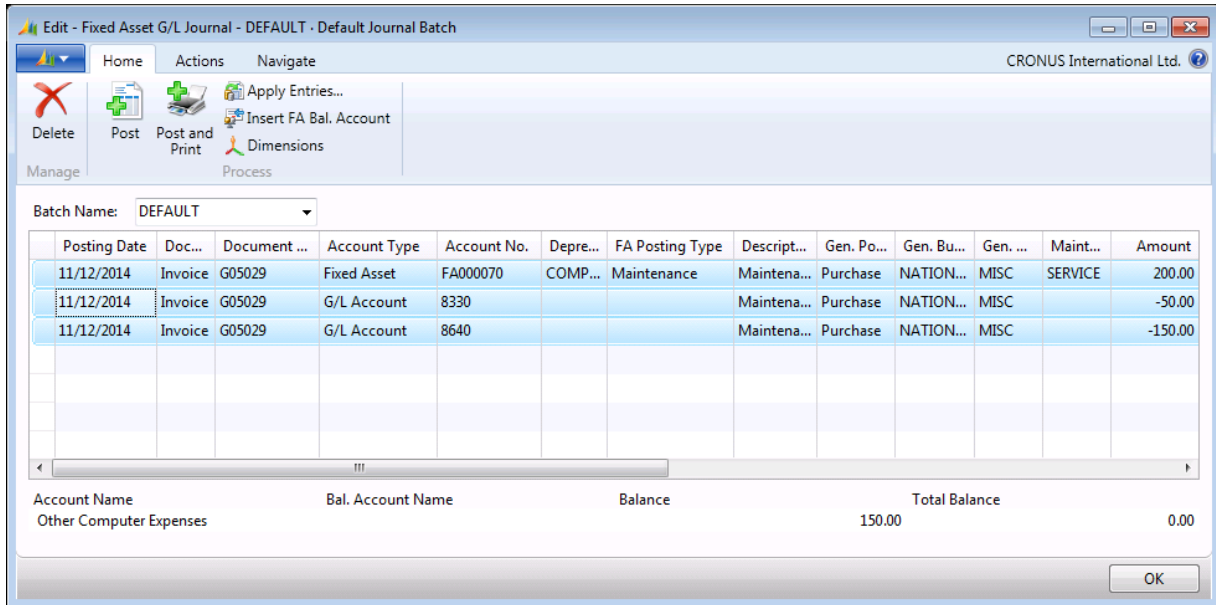 Edit - Fixed Asset G/L Journal - DEFAULT · Default Journal Batch
Home Actions Navigate CRONUS International Ltd.
Delete
Post
Post and Print
Apply Entries...
Insert FA Bal. Account
Dimensions
Manage Process
Batch Name: DEFAULT
Posting Date Doc... Document ... Account Type Account No. Depre... FA Posting Type Descript... Gen. Po... Gen. Bu... Gen. ... Maint... Amount
11/12/2014 Invoice G05029 Fixed Asset FA000070 COMP... Maintenance Maintena... Purchase NATION... MISC SERVICE 200.00
11/12/2014 Invoice G05029 G/L Account 8330 Maintena... Purchase NATION... MISC -50.00
11/12/2014 Invoice G05029 G/L Account 8640 Maintena... Purchase NATION... MISC -150.00
Account Name Bal. Account Name Balance Total Balance
Other Computer Expenses 150.00 0.00
OK